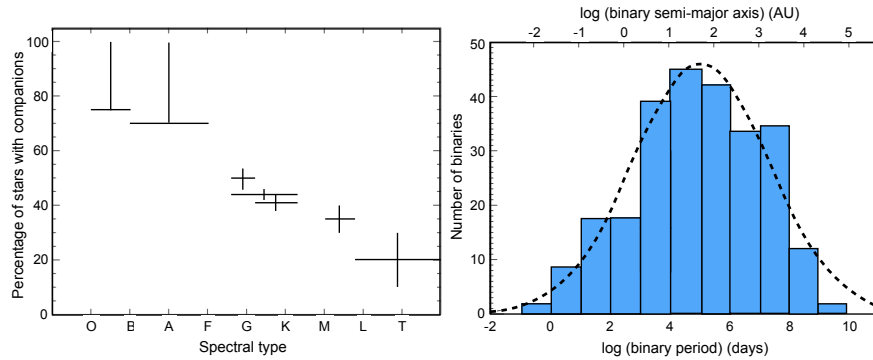 Percentage of stars with companions
100
80
60
40
20
0
O B A F G K M L T
Spectral type
log (binary semi-major axis) (AU)
-2 -1 0 1 2 3 4 5
Number of binaries
50
40
30
20
10
0
-2 0 2 4 6 8 10
log (binary period) (days)